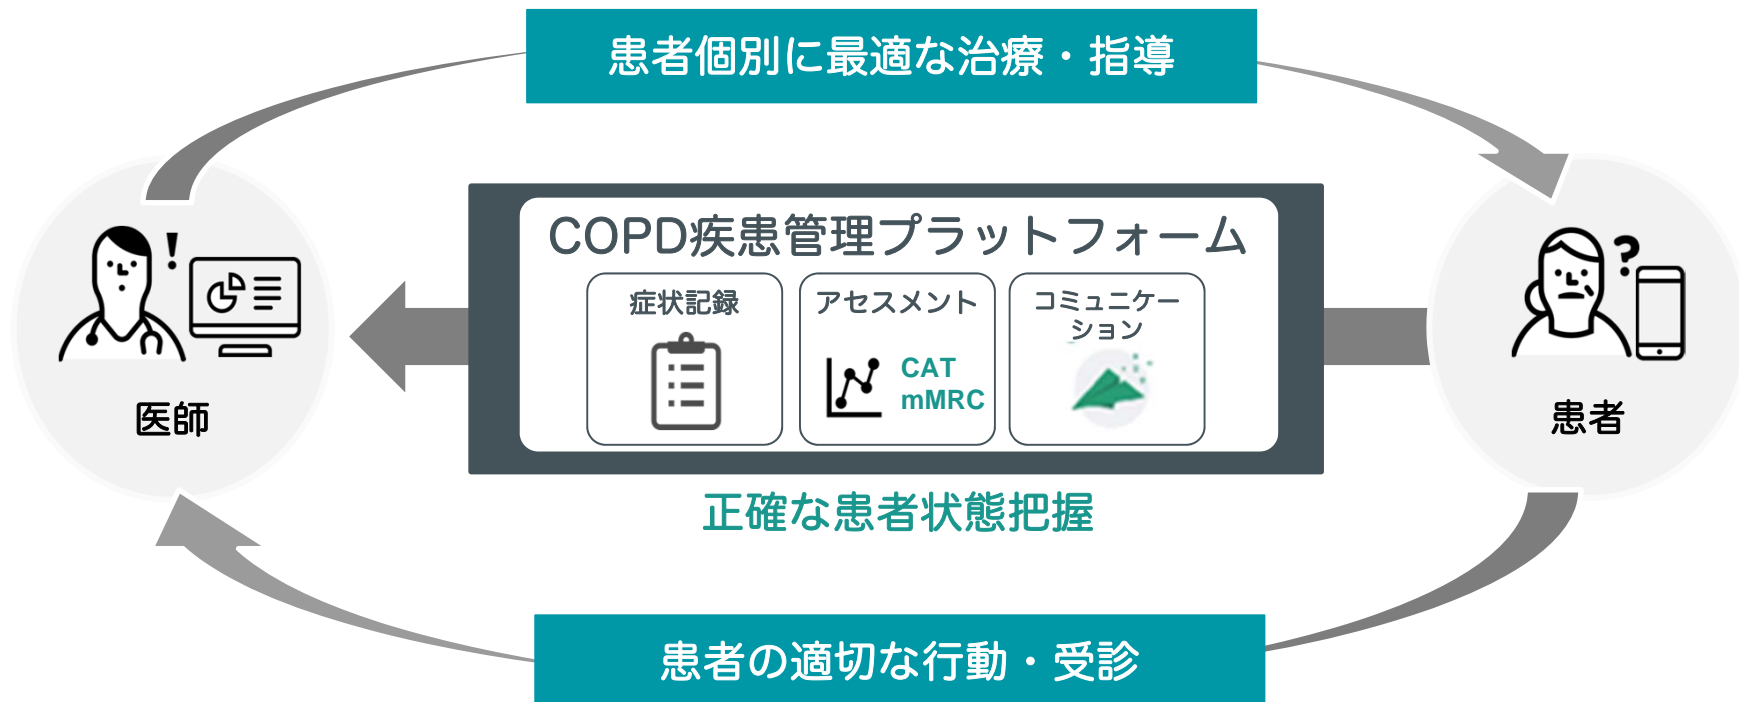 患者個別に最適な治療・指導
COPD疾患管理プラットフォーム
症状記録
アセスメント
CAT
mMRC
コミュニケー
ション
医師
患者
正確な患者状態把握
患者の適切な行動・受診